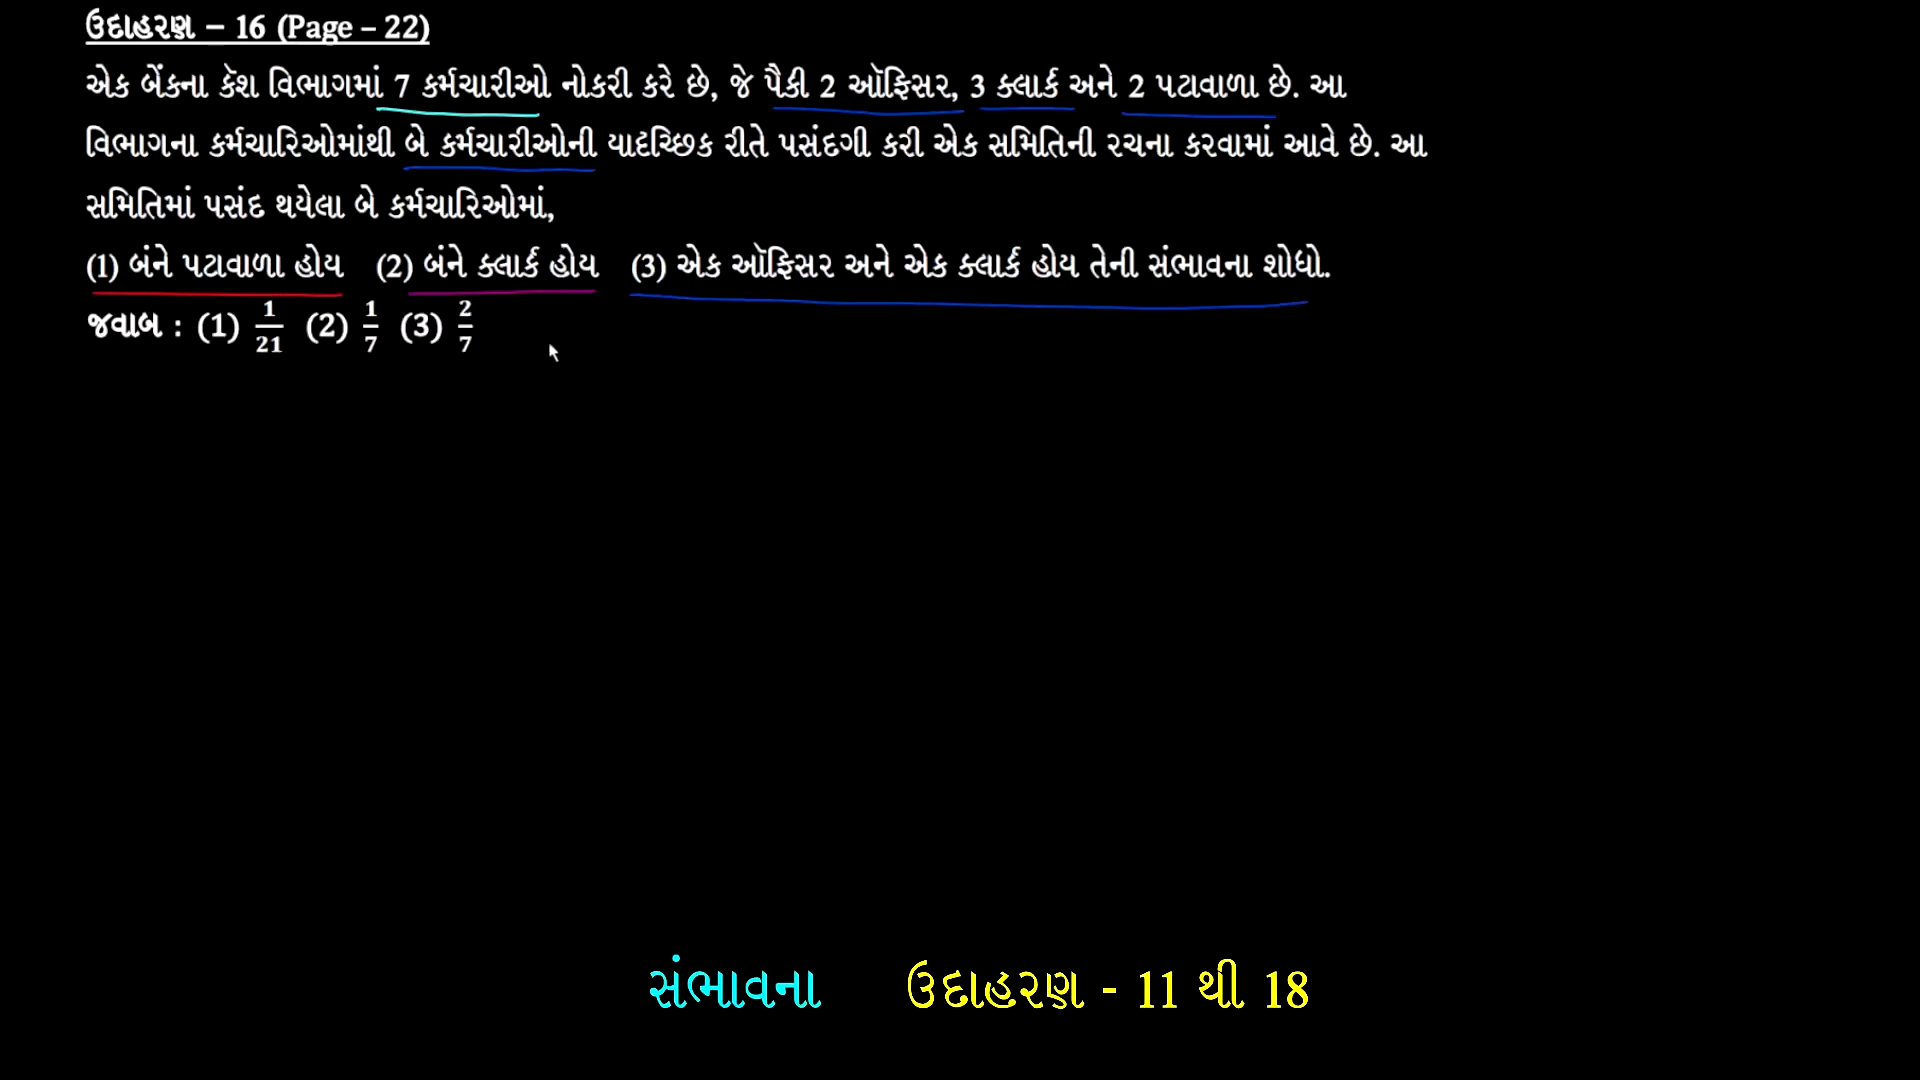 ઉદાહરણ – 16 (Page – 22)
એક બેંકના કૅશ વિભાગમાં 7 કર્મચારીઓ નોકરી કરે છે, જે પૈકી 2 ઑફિસર, 3 ક્લાર્ક અને 2 પટાવાળા છે. આ
વિભાગના કર્મચારિઓમાંથી બે કર્મચારીઓની યાદૃચ્છિક રીતે પસંદગી કરી એક સમિતિની રચના કરવામાં આવે છે. આ
સમિતિમાં પસંદ થયેલા બે કર્મચારિઓમાં,
(1) બંને પટાવાળા હોય (2) બંને ક્લાર્ક હોય (3) એક ઑફિસર અને એક ક્લાર્ક હોય તેની સંભાવના શોધો.
જવાબ : (1) 1/21 (2) 1/7 (3) 2/7
સંભાવના ઉદાહરણ - 11 થી 18